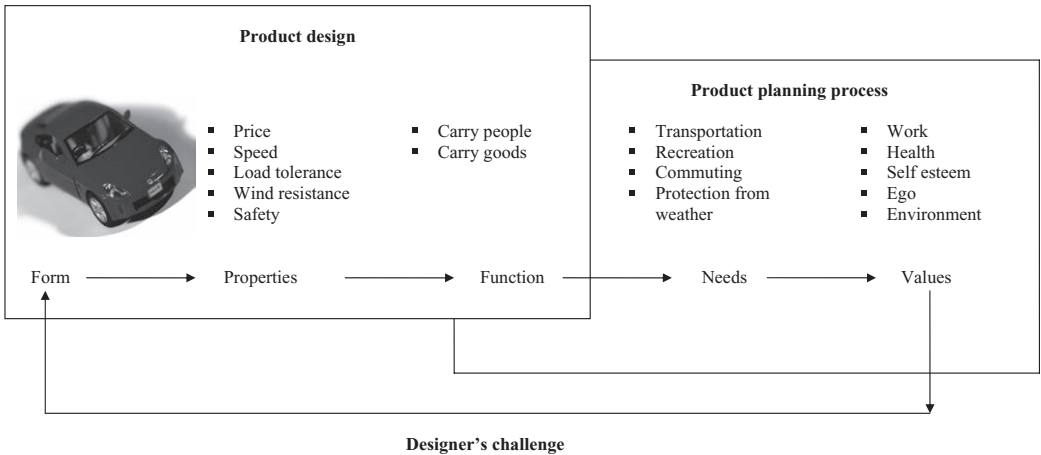 Product design
Product planning process
Price
Speed
Load tolerance
Wind resistance
Safety
Carry people
Carry goods
Transportation
Recreation
Commuting
Protection from
weather
Work
Health
Self esteem
Ego
Environment
Form
Properties
Function
Needs
Values
Designer's challenge